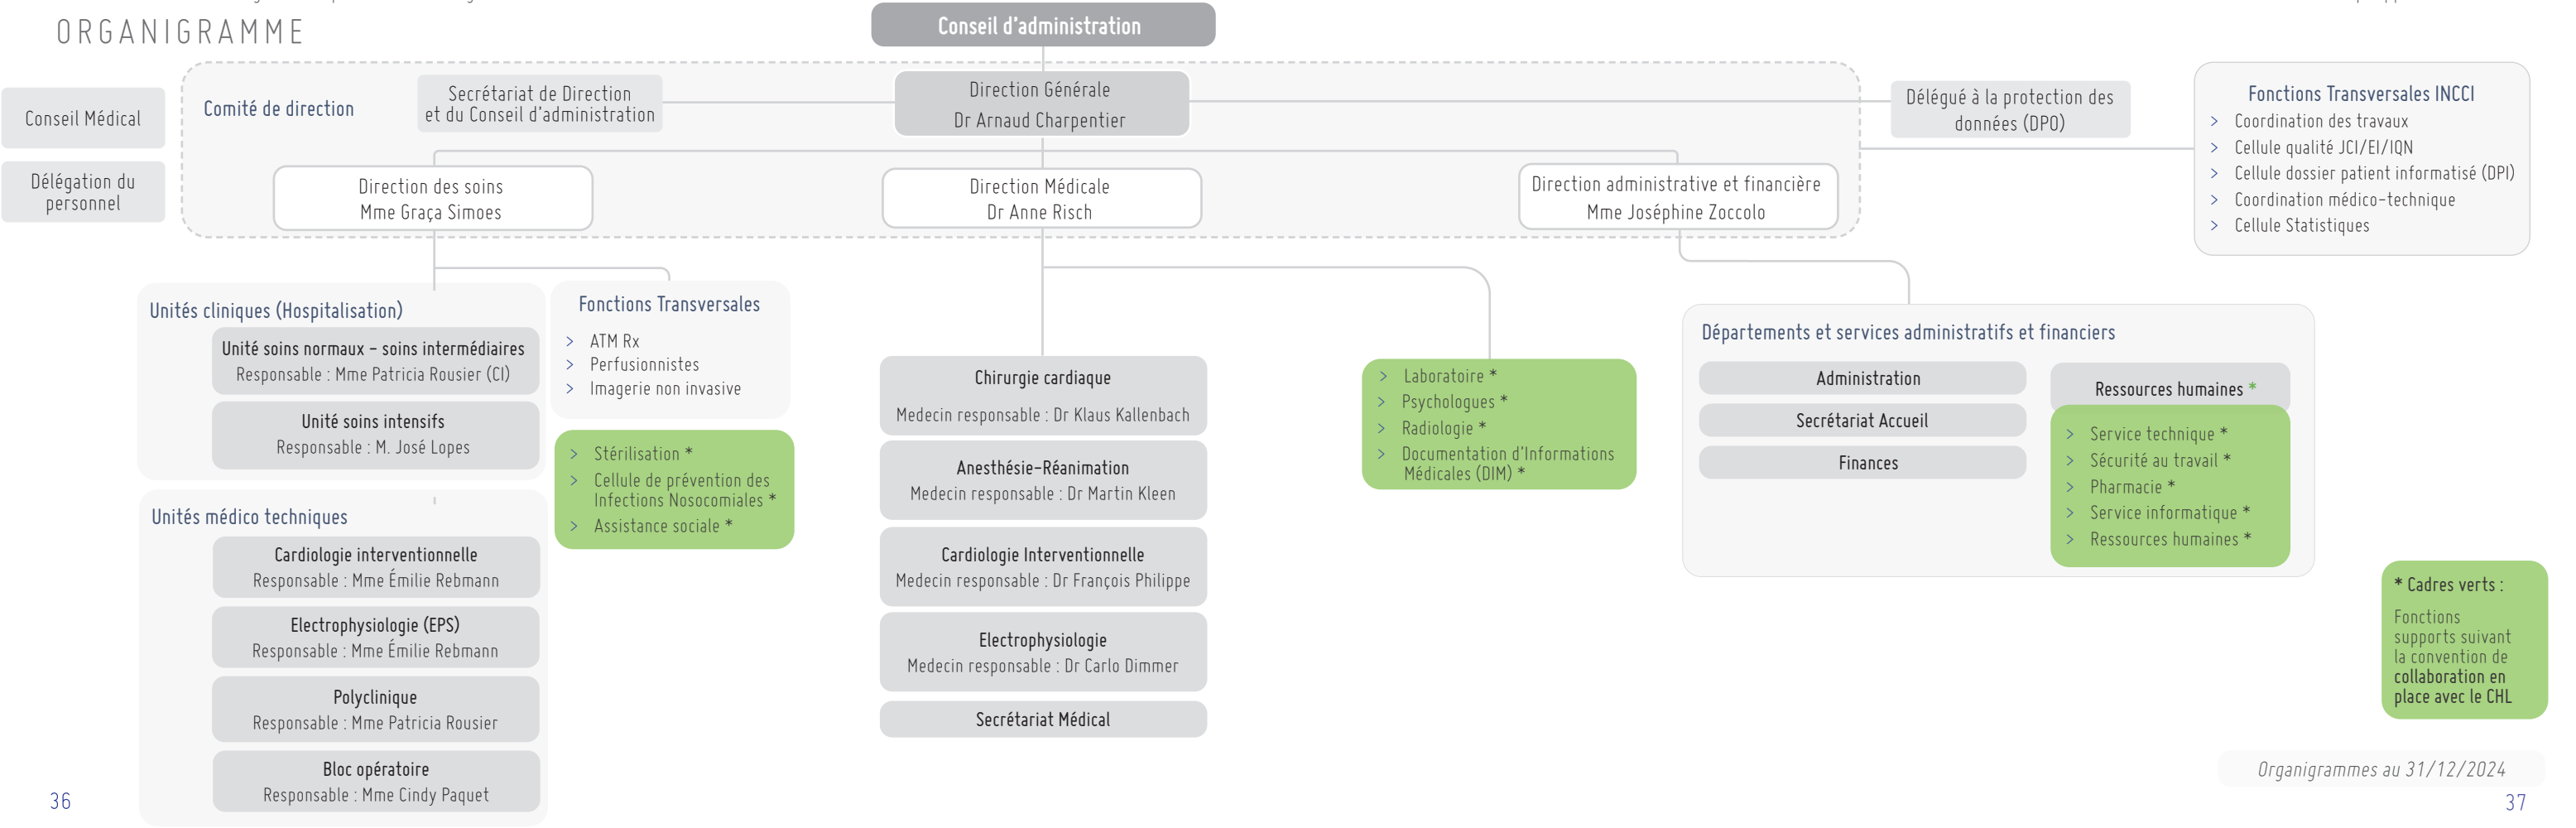 ORGANIGRAMME
Conseil d'administration
Conseil Médical
Délégation du
personnel
Comité de direction
Secrétariat de Direction
et du Conseil d'administration
Direction Générale
Dr Arnaud Charpentier
Délégué à la protection des
données (DPO)
Fonctions Transversales INCCI
> Coordination des travaux
> Cellule qualité JCI/EI/IQN
> Cellule dossier patient informatisé (DPI)
> Coordination médico-technique
> Cellule Statistiques
Direction des soins
Mme Graça Simoes
Direction Médicale
Dr Anne Risch
Direction administrative et financière
Mme Joséphine Zoccolo
Unités cliniques (Hospitalisation)
Unité soins normaux - soins intermédiaires
Responsable : Mme Patricia Rousier (CI)
Unité soins intensifs
Responsable : M. José Lopes
Unités médico techniques
Cardiologie interventionnelle
Responsable : Mme Émilie Rebmann
Electrophysiologie (EPS)
Responsable : Mme Émilie Rebmann
Polyclinique
Responsable : Mme Patricia Rousier
Bloc opératoire
Responsable : Mme Cindy Paquet
Fonctions Transversales
> ATM Rx
> Perfusionnistes
> Imagerie non invasive
> Stérilisation *
> Cellule de prévention des
Infections Nosocomiales *
> Assistance sociale *
Chirurgie cardiaque
Medecin responsable : Dr Klaus Kallenbach
Anesthésie-Réanimation
Medecin responsable : Dr Martin Kleen
Cardiologie Interventionnelle
Medecin responsable : Dr François Philippe
Electrophysiologie
Medecin responsable : Dr Carlo Dimmer
Secrétariat Médical
> Laboratoire *
> Psychologues *
> Radiologie *
> Documentation d'Informations
Médicales (DIM) *
Départements et services administratifs et financiers
Administration
Secrétariat Accueil
Finances
Ressources humaines *
> Service technique *
> Sécurité au travail *
> Pharmacie *
> Service informatique *
> Ressources humaines *
* Cadres verts :
Fonctions
supports suivant
la convention de
collaboration en
place avec le CHL
Organigrammes au 31/12/2024
36
37